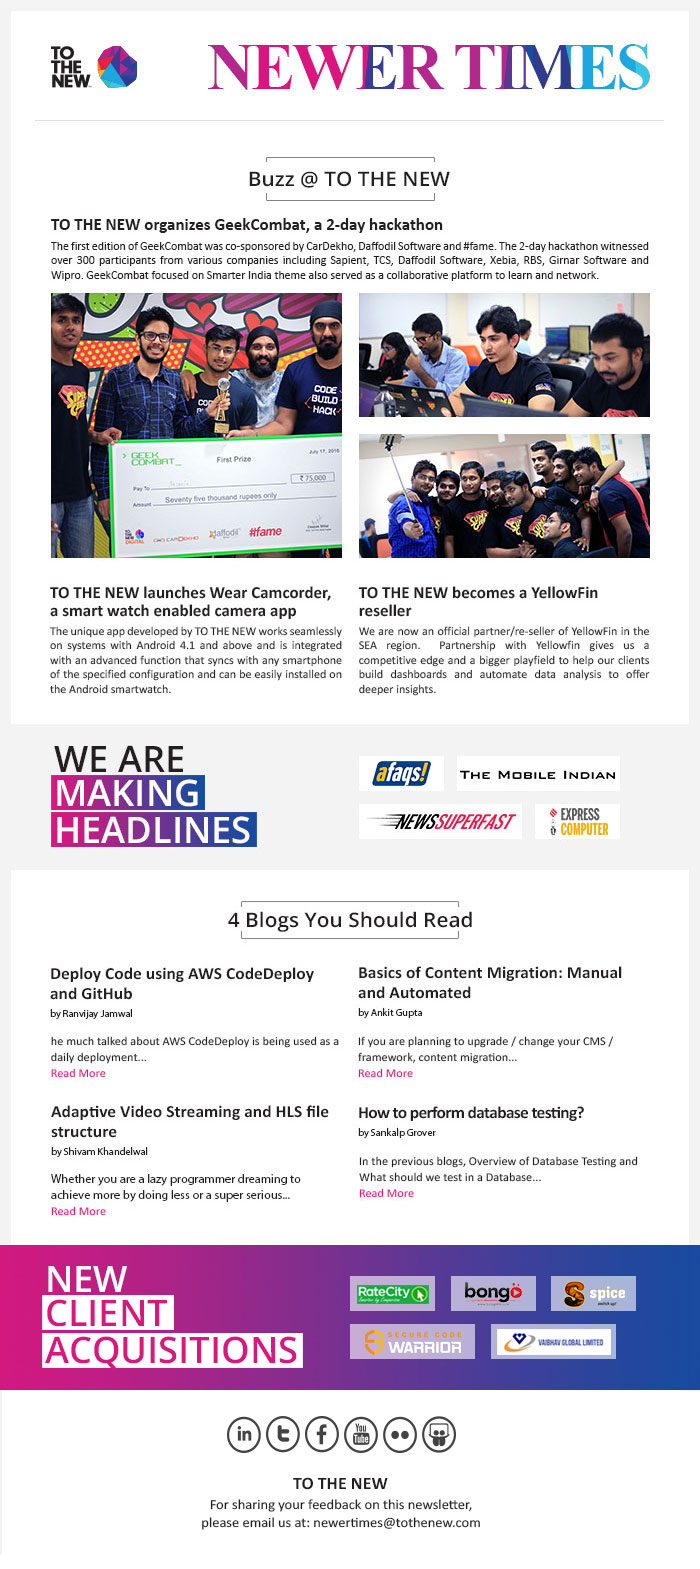 TO
THE
NEW
NEWER TIMES
Buzz @ TO THE NEW
TO THE NEW organizes GeekCombat, a 2-day hackathon
The first edition of GeekCombat was co-sponsored by CarDekho, Daffodil Software and #fame. The 2-day hackathon witnessed
over 300 participants from various companies including Sapient, TCS, Daffodil Software, Xebia, RBS, Girnar Software and
Wipro. GeekCombat focused on Smarter India theme also served as a collaborative platform to learn and network.
CODE
BUILD
HACK
GEEK
COMBAT_
First Prize
July 17, 2016
Pay To
₹ 75,000
Amount
Seventy five thousand rupees only
TO
THE
NEW
DIGITAL
CARDEKHO
daffodil
#fame
TO THE NEW launches Wear Camcorder,
a smart watch enabled camera app
The unique app developed by TO THE NEW works seamlessly
on systems with Android 4.1 and above and is integrated
with an advanced function that syncs with any smartphone
of the specified configuration and can be easily installed on
the Android smartwatch.
TO THE NEW becomes a YellowFin
reseller
We are now an official partner/re-seller of YellowFin in the
SEA region. Partnership with Yellowfin gives us a
competitive edge and a bigger playfield to help our clients
build dashboards and automate data analysis to offer
deeper insights.
WE ARE
MAKING
HEADLINES
afaqs!
THE MOBILE INDIAN
NEWSSUPERFAST
EXPRESS
COMPUTER
4 Blogs You Should Read
Deploy Code using AWS CodeDeploy
and GitHub
by Ranvijay Jamwal
he much talked about AWS CodeDeploy is being used as a
daily deployment...
Read More
Basics of Content Migration: Manual
and Automated
by Ankit Gupta
If you are planning to upgrade / change your CMS /
framework, content migration...
Read More
Adaptive Video Streaming and HLS file
structure
by Shivam Khandelwal
Whether you are a lazy programmer dreaming to
achieve more by doing less or a super serious...
Read More
How to perform database testing?
by Sankalp Grover
In the previous blogs, Overview of Database Testing and
What should we test in a Database...
Read More
NEW
CLIENT
ACQUISITIONS
RateCity
bongo
spice
SECURE CODE
WARRIOR
VAIBHAV GLOBAL LIMITED
in
You
Tube
TO THE NEW
For sharing your feedback on this newsletter,
please email us at: newertimes@tothenew.com